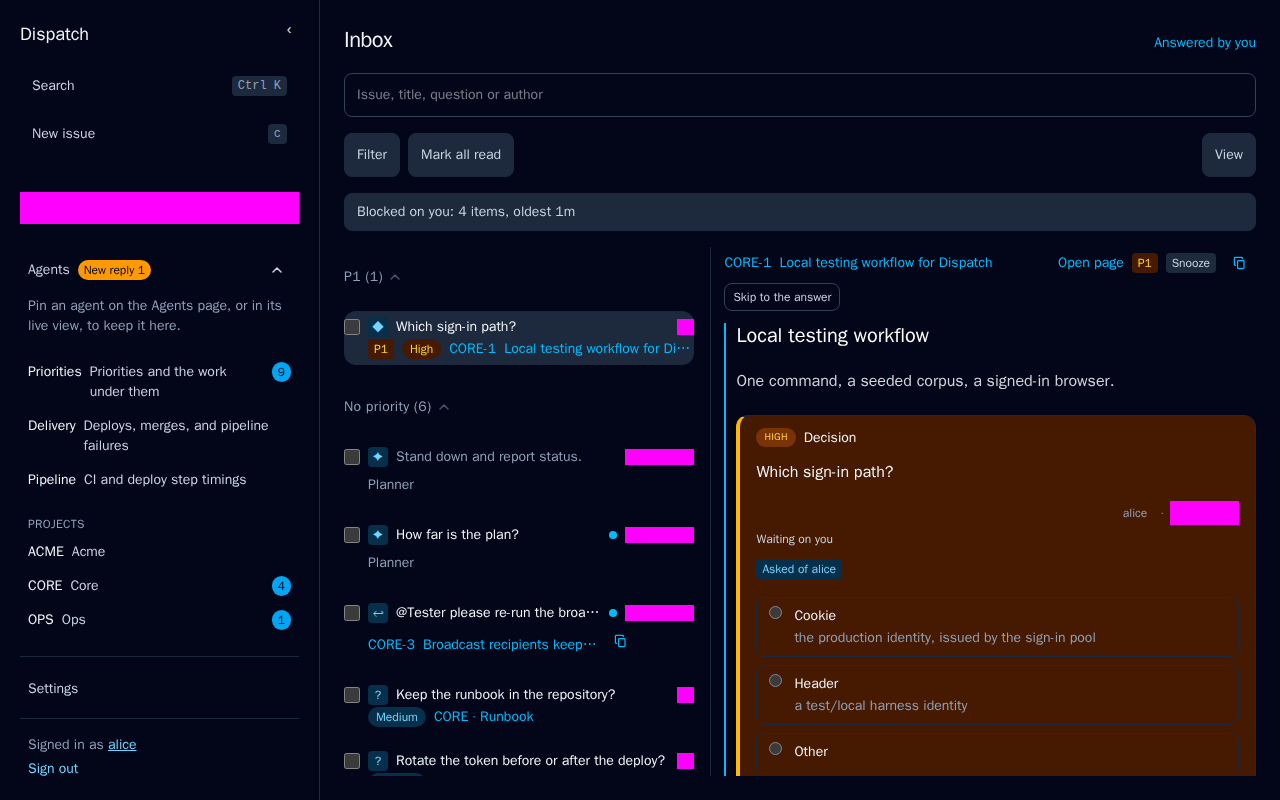 Dispatch
Search
Ctrl K
New issue
C
Agents
New reply 1
Pin an agent on the Agents page, or in its
live view, to keep it here.
Priorities
Priorities and the work
under them
9
Delivery
Deploys, merges, and pipeline
failures
Pipeline
CI and deploy step timings
PROJECTS
ACME Acme
CORE Core
4
OPS Ops
1
Settings
Signed in as alice
Sign out
Inbox
Answered by you
Issue, title, question or author
Filter
Mark all read
View
Blocked on you: 4 items, oldest 1m
P1 (1)
Which sign-in path?
P1
High
CORE-1 Local testing workflow for Di…
No priority (6)
Stand down and report status.
Planner
How far is the plan?
Planner
@Tester please re-run the broa…
CORE-3 Broadcast recipients keep…
? Keep the runbook in the repository?
Medium
CORE · Runbook
? Rotate the token before or after the deploy?
CORE-1 Local testing workflow for Dispatch
Open page
P1
Snooze
Skip to the answer
Local testing workflow
One command, a seeded corpus, a signed-in browser.
HIGH
Decision
Which sign-in path?
alice ·
Waiting on you
Asked of alice
Cookie
the production identity, issued by the sign-in pool
Header
a test/local harness identity
Other